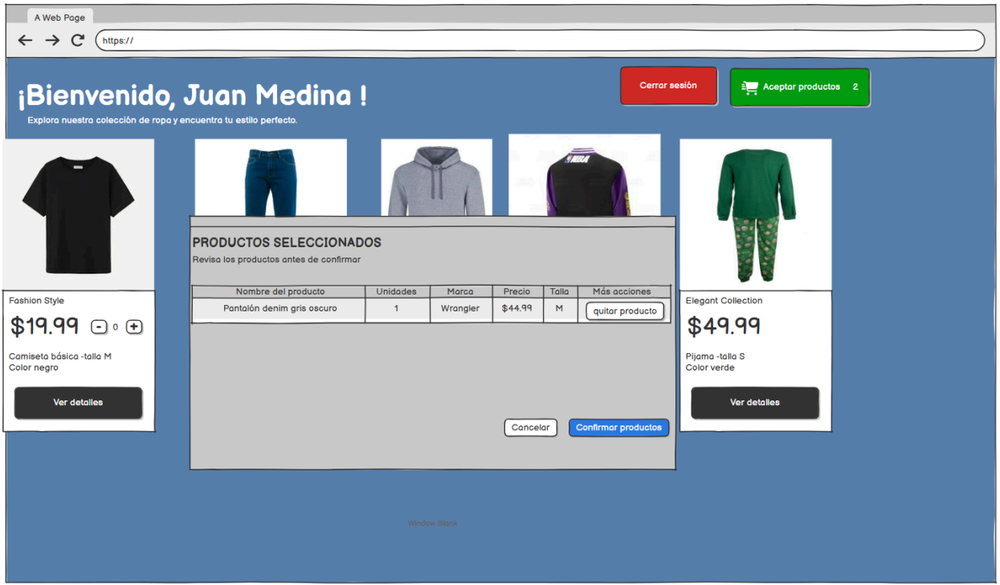 A Web Page
https://
¡Bienvenido, Juan Medina !
Explora nuestra colección de ropa y encuentra tu estilo perfecto.
Cerrar sesión
Aceptar productos 2
NBA
PRODUCTOS SELECCIONADOS
Revisa los productos antes de confirmar
Nombre del producto Unidades Marca Precio Talla Más acciones
Pantalón denim gris oscuro 1 Wrangler $44.99 M quitar producto
Cancelar Confirmar productos
Fashion Style
$19.99 - 0 +
Camiseta básica -talla M
Color negro
Ver detalles
Elegant Collection
$49.99
Pijama -talla S
Color verde
Ver detalles
Window Blank